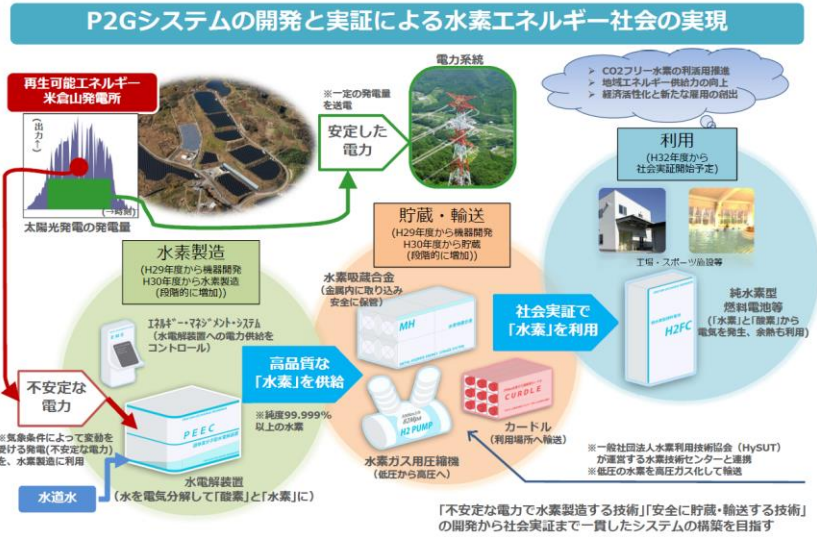 P2Gシステムの開発と実証による水素エネルギー社会の実現
再生可能エネルギー
米倉山発電所
(出力↑)
(→時刻)
太陽光発電の発電量
※一定の発電量
を送電
安定した
電力
電力系統
➢ CO2フリー水素の利活用推進
➢ 地域エネルギー供給力の向上
➢ 経済活性化と新たな雇用の創出
利用
(H32年度から
社会実証開始予定)
工場・スポーツ施設等
純水素型
燃料電池等
(「水素」と「酸素」から
電気を発生、余熱も利用)
H2FC
水素製造
(H29年度から機器開発
H30年度から水素製造
(段階的に増加))
エネルギー・マネジメント・システム
(水電解装置への電力供給を
コントロール)
EMS
不安定な
電力
※気象条件によって変動を
受ける発電(不安定な電力)
を、水素製造に利用
水道水
PEEC
水電解装置
(水を電気分解して「酸素」と「水素」に)
高品質な
「水素」を供給
※純度99.999%
以上の水素
貯蔵・輸送
(H29年度から機器開発
H30年度から貯蔵
(段階的に増加))
水素吸蔵合金
(金属内に取り込み
安全に保管)
MH
H2 PUMP
水素ガス用圧縮機
(低圧から高圧へ)
CURDLE
カードル
(利用場所へ輸送)
社会実証で
「水素」を利用
※一般社団法人水素利用技術協会(HySUT)
が運営する水素技術センターと連携
※低圧の水素を高圧ガス化して輸送
「不安定な電力で水素製造する技術」「安全に貯蔵・輸送する技術」
の開発から社会実証まで一貫したシステムの構築を目指す